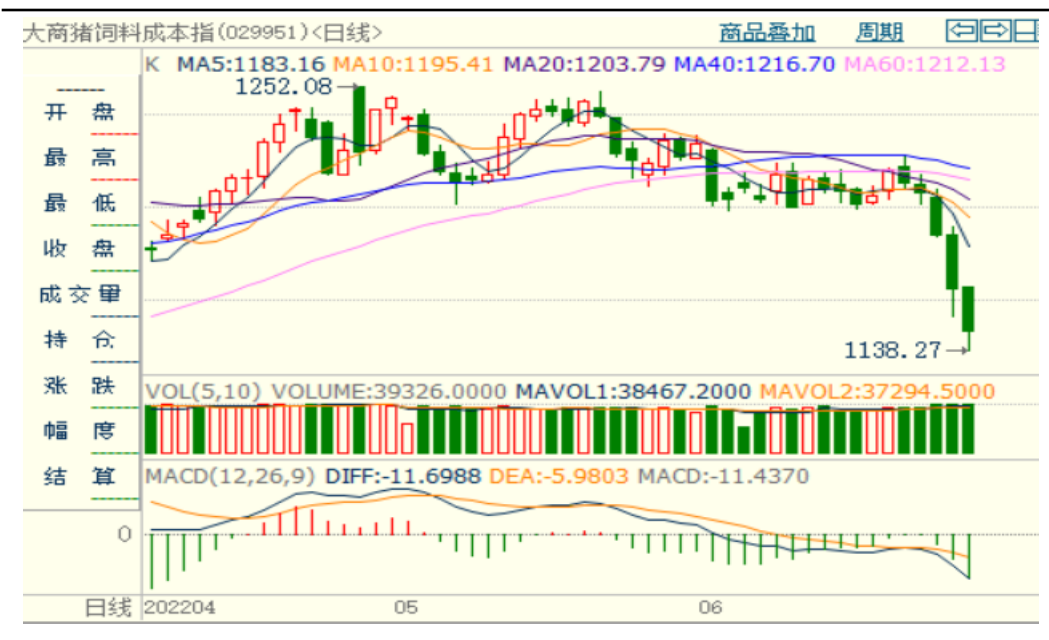 大商猪饲料成本指(029951)<日线>
商品叠加 周期
K MA5:1183.16 MA10:1195.41 MA20:1203.79 MA40:1216.70 MA60:1212.13
1252.08
开盘
最高
最低
收盘
成交量
持仓
1138.27
涨跌
VOL(5,10) VOLUME:39326.0000 MAVOL1:38467.2000 MAVOL2:37294.5000
幅度
结算
MACD(12,26,9) DIFF:-11.6988 DEA:-5.9803 MACD:-11.4370
0
日线 202204 05 06